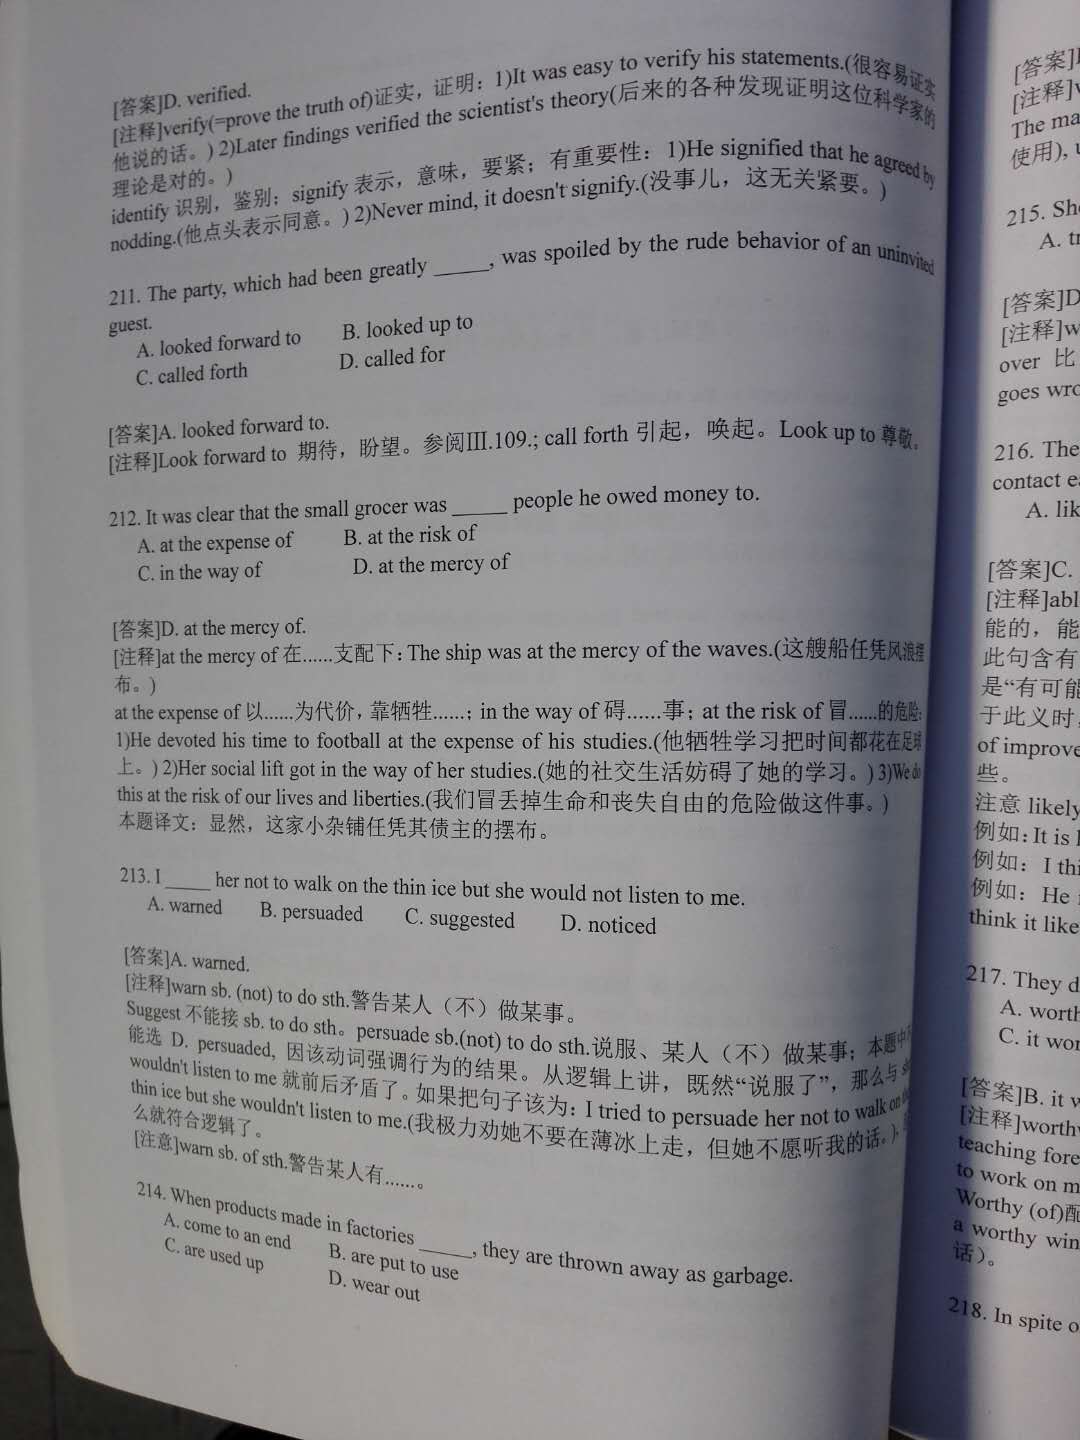 [答案]D. verified.
[注释]verify(=prove the truth of)证实，证明：1)It was easy to verify his statements.(很容易证实
他说的话。) 2)Later findings verified the scientist's theory(后来的各种发现证明这位科学家的
理论是对的。)
identify 识别，鉴别；signify 表示，意味，要紧；有重要性：1)He signified that he agreed by
nodding.(他点头表示同意。) 2)Never mind, it doesn't signify.(没事儿，这无关紧要。)
211. The party, which had been greatly _____, was spoiled by the rude behavior of an uninvited
guest.
A. looked forward to B. looked up to
C. called forth D. called for
[答案]A. looked forward to.
[注释]Look forward to 期待，盼望。参阅III.109.; call forth 引起，唤起。Look up to 尊敬。
212. It was clear that the small grocer was _____ people he owed money to.
A. at the expense of B. at the risk of
C. in the way of D. at the mercy of
[答案]D. at the mercy of.
[注释]at the mercy of 在......支配下：The ship was at the mercy of the waves.(这艘船任凭风浪摆
布。)
at the expense of 以......为代价，靠牺牲......；in the way of 碍......事；at the risk of 冒......的危险：
1)He devoted his time to football at the expense of his studies.(他牺牲学习把时间都花在足球
上。) 2)Her social lift got in the way of her studies.(她的社交生活妨碍了她的学习。) 3)We do
this at the risk of our lives and liberties.(我们冒丢掉生命和丧失自由的危险做这件事。)
本题译文：显然，这家小杂铺任凭其债主的摆布。
213. I _____ her not to walk on the thin ice but she would not listen to me.
A. warned B. persuaded C. suggested D. noticed
[答案]A. warned.
[注释]warn sb. (not) to do sth.警告某人（不）做某事。
Suggest 不能接 sb. to do sth。persuade sb.(not) to do sth.说服、某人（不）做某事；本题中不
能选 D. persuaded, 因该动词强调行为的结果。从逻辑上讲，既然“说服了”，那么与
wouldn't listen to me 就前后矛盾了。如果把句子该为：I tried to persuade her not to walk on
thin ice but she wouldn't listen to me.(我极力劝她不要在薄冰上走，但她不愿听我的话。),
么就符合逻辑了。
[注意]warn sb. of sth.警告某人有......。
214. When products made in factories _____, they are thrown away as garbage.
A. come to an end B. are put to use
C. are used up D. wear out
[答案]
[注释]
The
使用),
215.
A.
[答案]D
[注释]
over 比
goes
216. The
contact
A.
[答案]C.
[注释]
能的，能
此句含有
是“有可能
于此义时
of
些。
注意 likely
例如：It is
例如： I
例如： He
think it
217. They
A.
C. it
[答案]B. it
[注释]
teaching
to work on
Worthy (of)配
a worthy
话)。
218. In spite